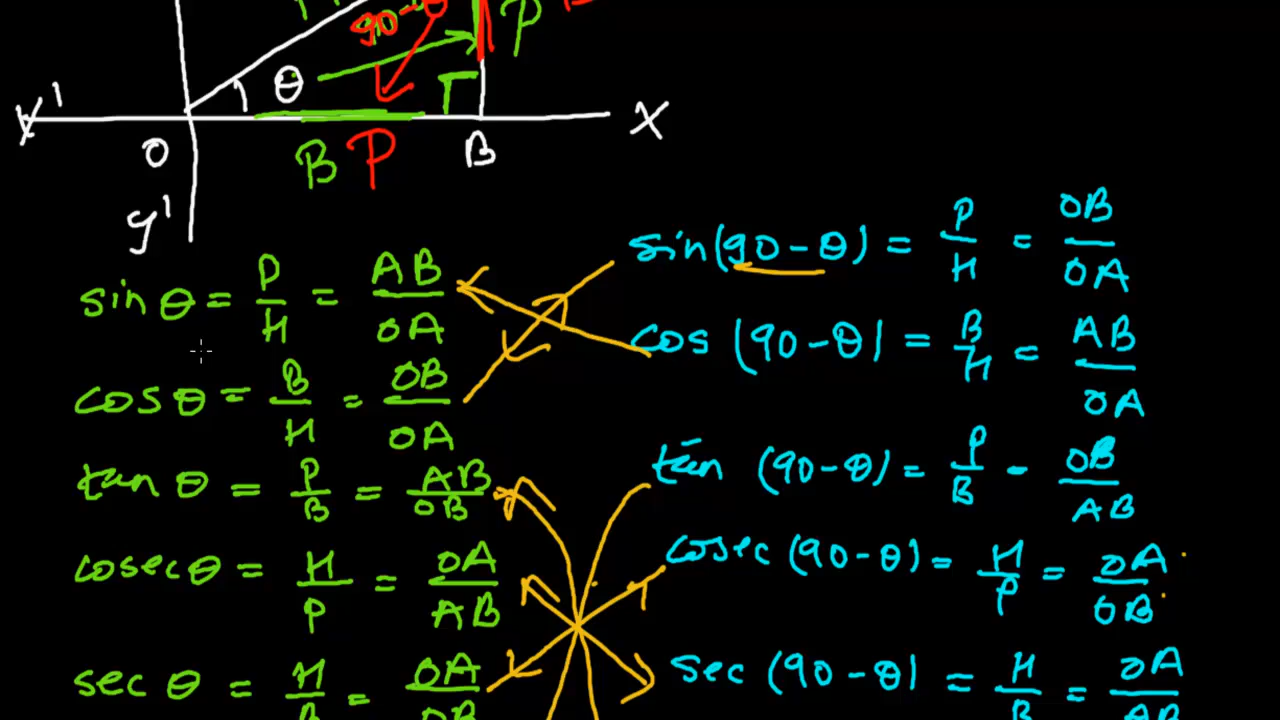 90-θ
P
θ
X'
X
O
B
P
B
y'
sin θ = P/H = AB/OA
cos θ = B/H = OB/OA
tan θ = P/B = AB/OB
cosec θ = H/P = OA/AB
sec θ = H/B = OA/OB
sin(90-θ) = P/H = OB/OA
cos (90-θ) = B/H = AB/OA
tan (90-θ) = P/B - OB/AB
cosec (90-θ) = H/P = OA/OB
sec (90-θ) = H/B = OA/AB